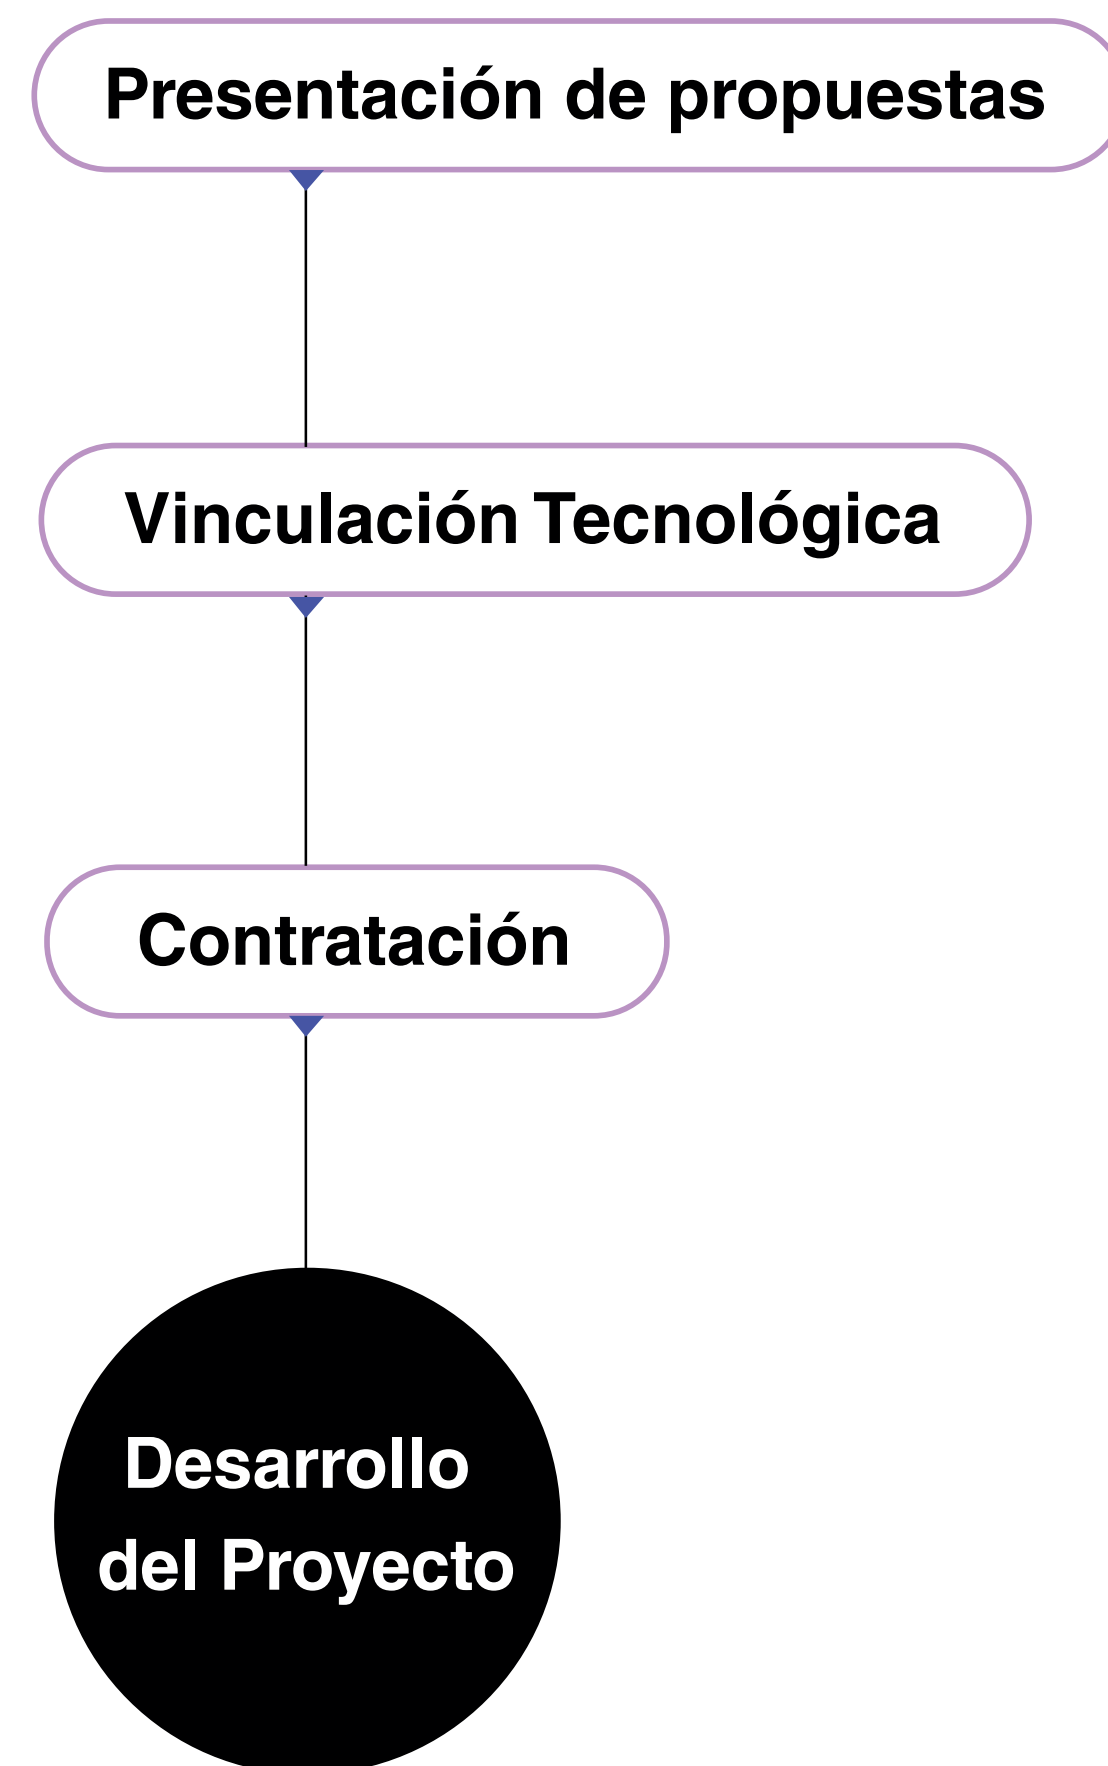 Presentación de propuestas
Vinculación Tecnológica
Contratación
Desarrollo
del Proyecto